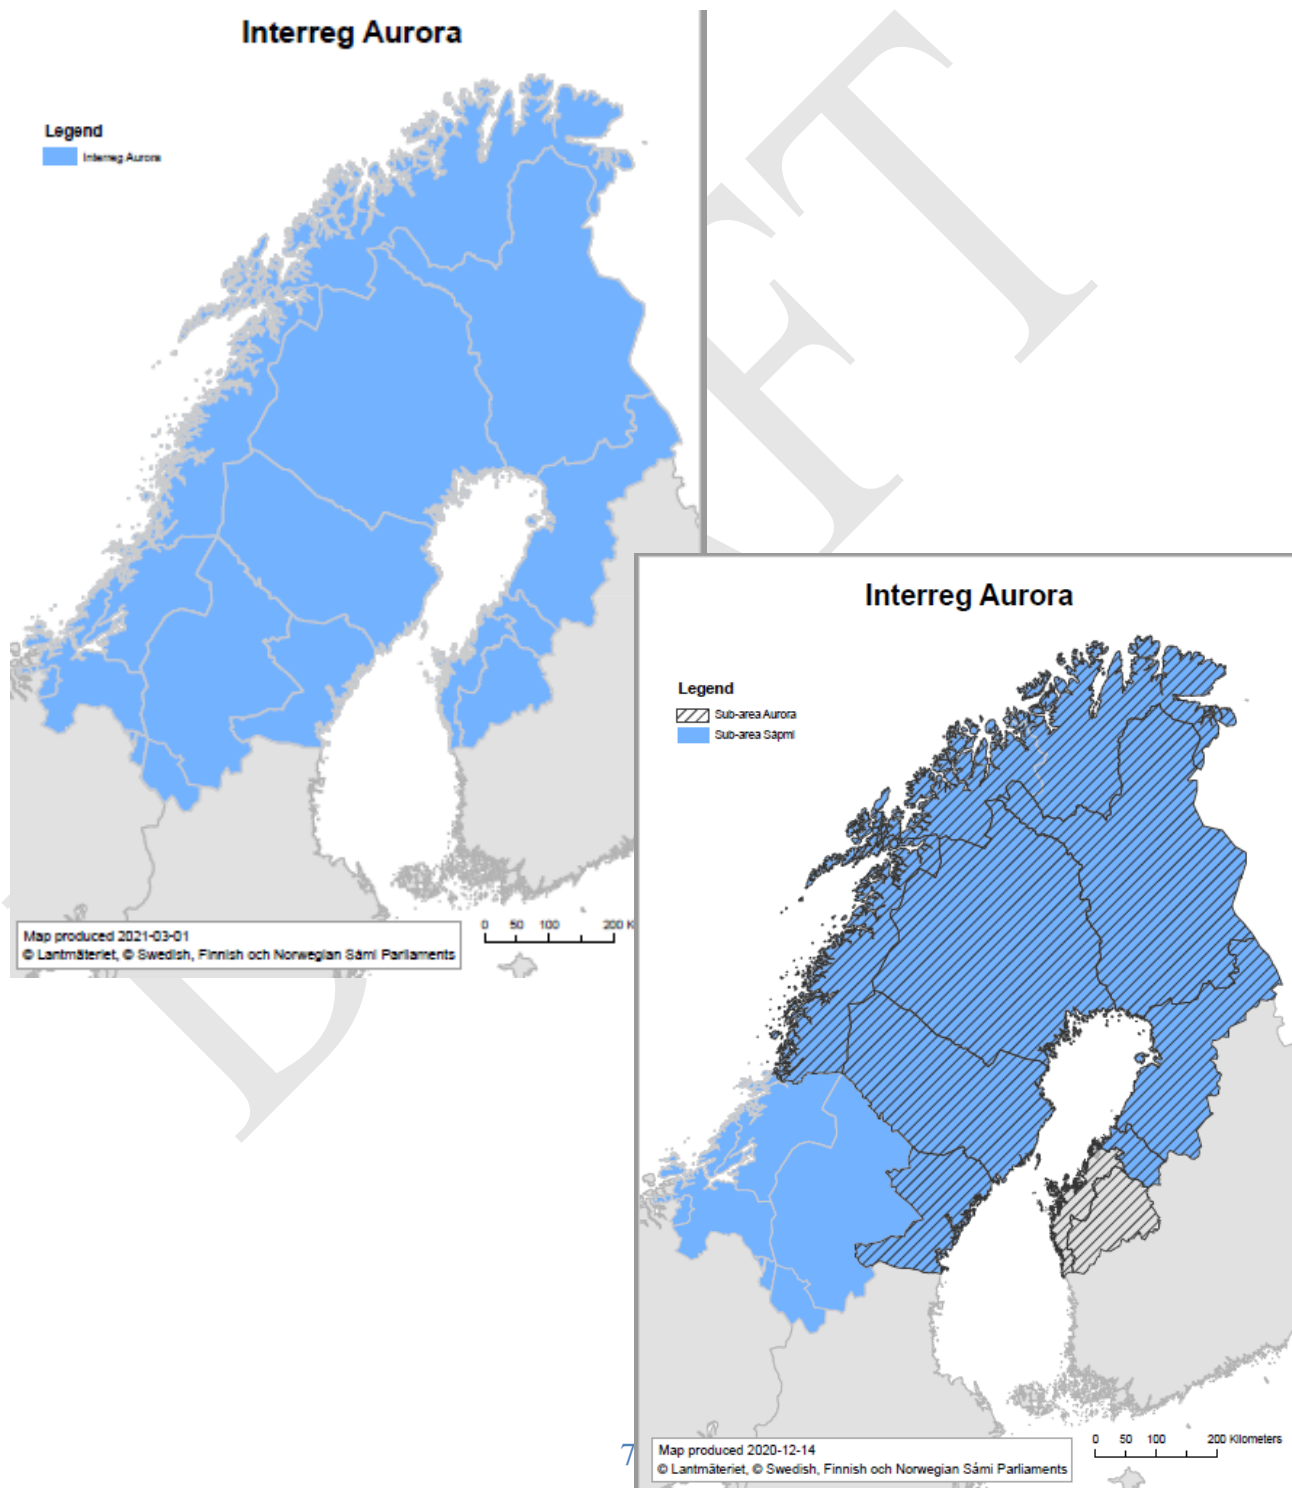 Interreg Aurora
Legend
Interreg Aurora
Map produced 2021-03-01
© Lantmäteriet, © Swedish, Finnish och Norwegian Sámi Parliaments
0 50 100 200 K
DRAFT
Interreg Aurora
Legend
Sub-area Aurora
Sub-area Sápmi
Map produced 2020-12-14
© Lantmäteriet, © Swedish, Finnish och Norwegian Sámi Parliaments
0 50 100 200 Kilometers
7